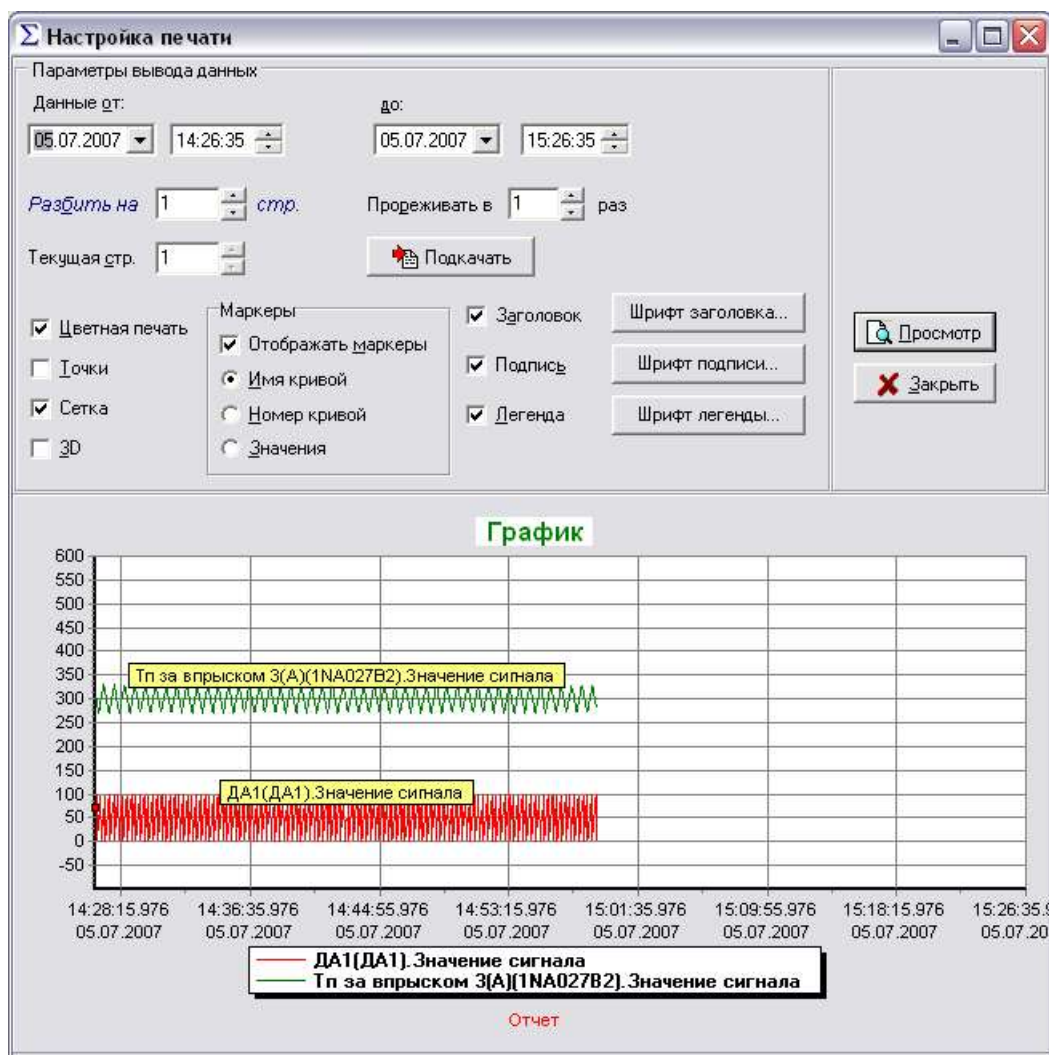 Σ Настройка печати
Параметры вывода данных
Данные от: до:
05.07.2007 14:26:35 05.07.2007 15:26:35
Разбить на 1 стр. Прореживать в 1 раз
Текущая стр. 1 Подкачать
Цветная печать
Точки
Сетка
3D
Маркеры
Отображать маркеры
Имя кривой
Номер кривой
Значения
Заголовок Шрифт заголовка...
Подпись Шрифт подписи...
Легенда Шрифт легенды...
Просмотр
Закрыть
График
600
550
500
450
400
350
300
250
200
150
100
50
0
-50
Тп за впрыском 3(А)(1NA027B2).Значение сигнала
ДА1(ДА1).Значение сигнала
14:28:15.976 14:36:35.976 14:44:55.976 14:53:15.976 15:01:35.976 15:09:55.976 15:18:15.976 15:26:35.9
05.07.2007 05.07.2007 05.07.2007 05.07.2007 05.07.2007 05.07.2007 05.07.2007 05.07.20
ДА1(ДА1).Значение сигнала
Тп за впрыском 3(А)(1NA027B2).Значение сигнала
Отчет